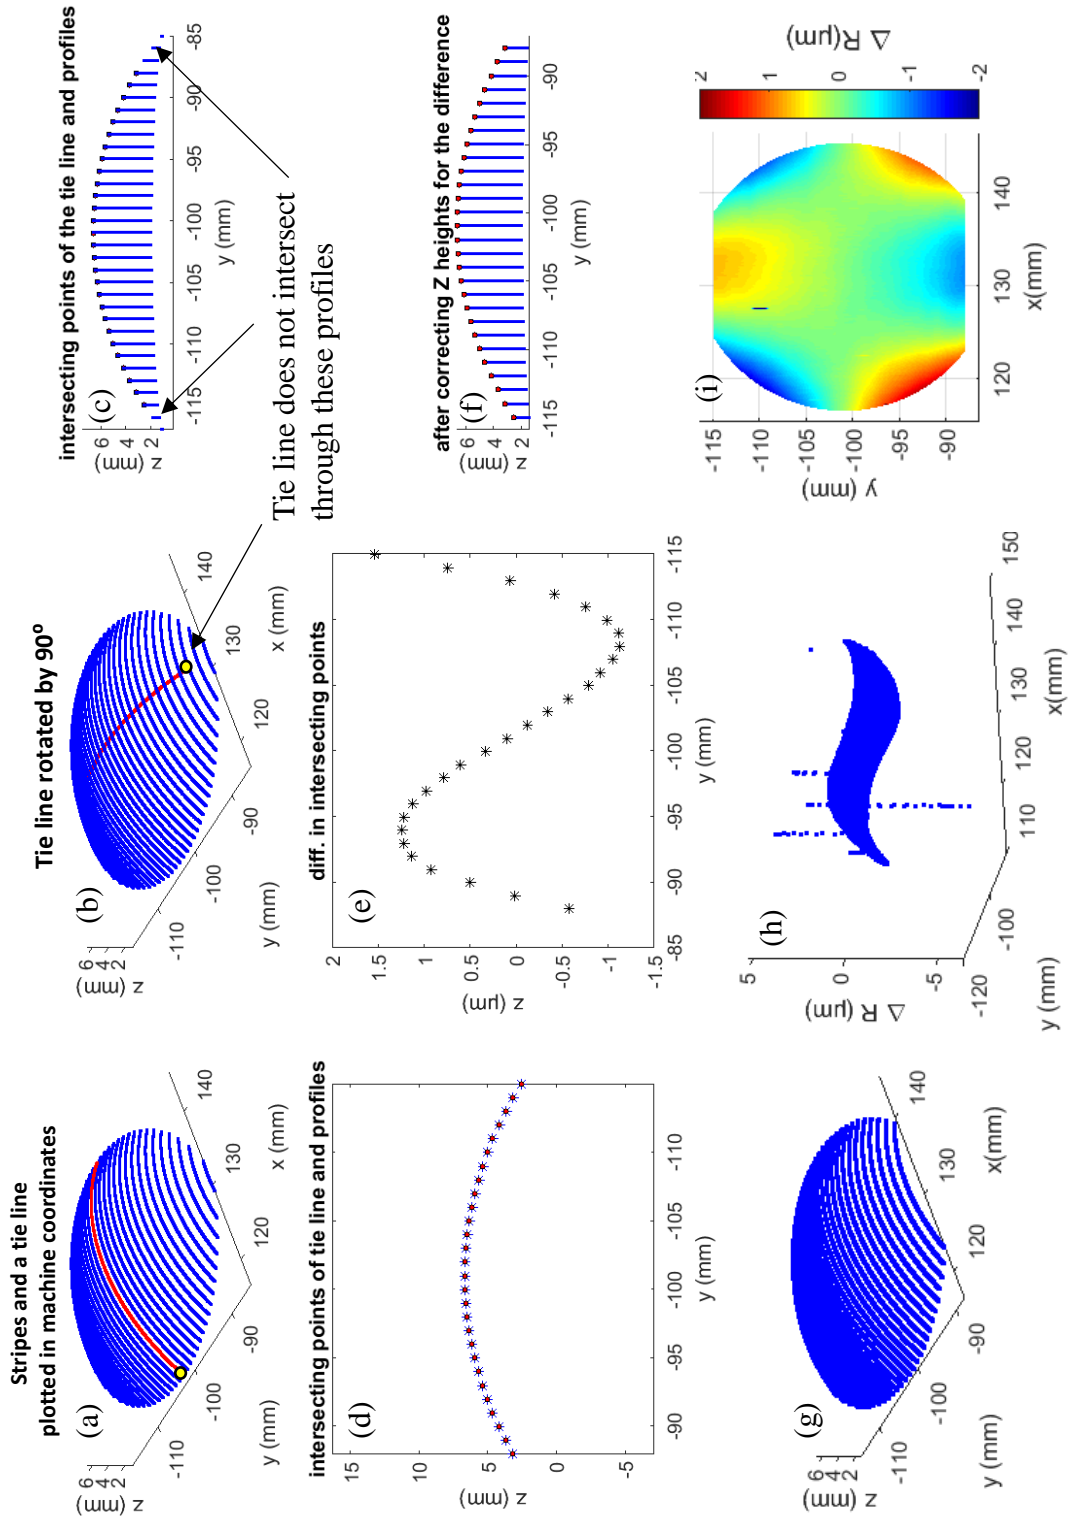 Stripes and a tie line
plotted in machine coordinates
(a)
z (mm)
6
4
2
-110
-100
-90
y (mm)
120
130
140
x (mm)
Tie line rotated by 90⁰
(b)
z (mm)
6
4
2
-110
-100
-90
y (mm)
120
130
140
x (mm)
intersecting points of the tie line and profiles
(c)
z (mm)
6
4
2
-115
-110
-105
-100
-95
-90
-85
y (mm)
Tie line does not intersect
through these profiles
intersecting points of tie line and profiles
(d)
z (mm)
15
10
5
0
-5
-90
-95
-100
-105
-110
y (mm)
diff. in intersecting points
(e)
z (μm)
2
1.5
1
0.5
0
-0.5
-1
-1.5
-85
-90
-95
-100
-105
-110
-115
y (mm)
after correcting Z heights for the difference
(f)
z (mm)
6
4
2
-115
-110
-105
-100
-95
-90
y (mm)
(g)
z (mm)
6
4
2
-110
-100
-90
y (mm)
120
130
140
x(mm)
(h)
Δ R (μm)
5
0
-5
-120
-100
y (mm)
110
120
130
140
150
x(mm)
(i)
y (mm)
-115
-110
-105
-100
-95
-90
120
130
140
x(mm)
2
1
0
-1
-2
Δ R(μm)